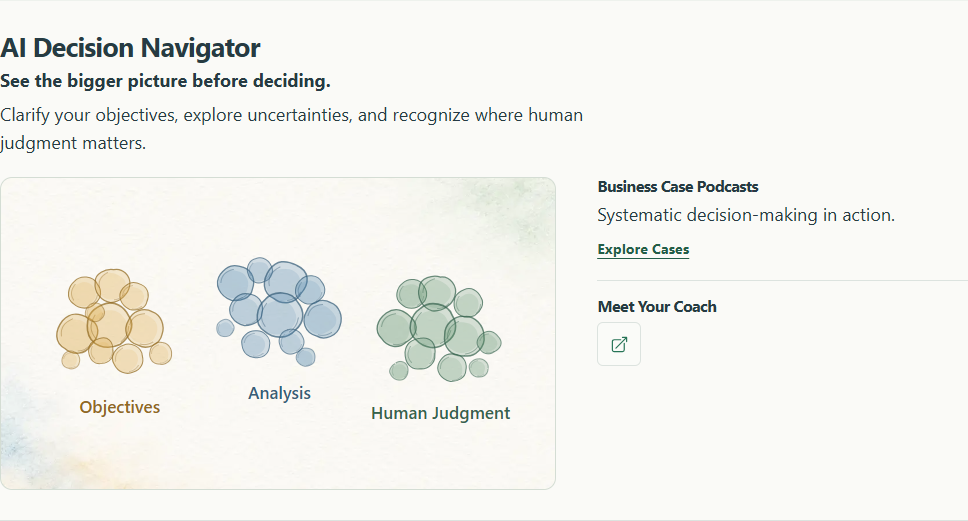 AI Decision Navigator
See the bigger picture before deciding.
Clarify your objectives, explore uncertainties, and recognize where human
judgment matters.
Objectives
Analysis
Human Judgment
Business Case Podcasts
Systematic decision-making in action.
Explore Cases
Meet Your Coach